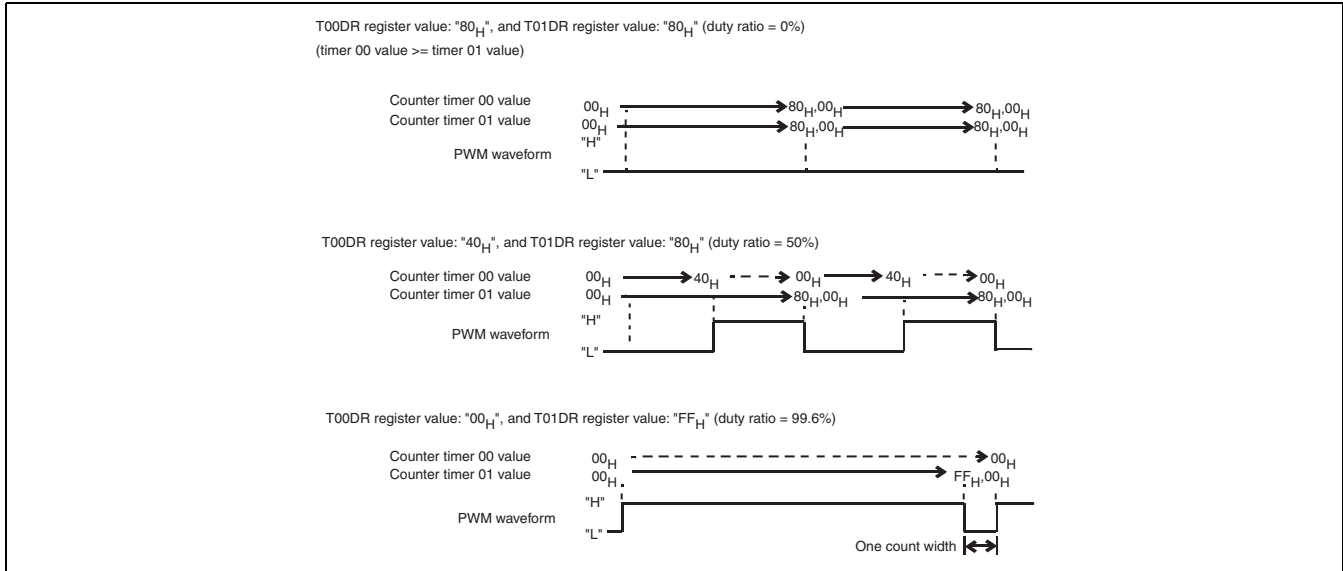 T00DR register value: "80H", and T01DR register value: "80H" (duty ratio = 0%)
(timer 00 value >= timer 01 value)
Counter timer 00 value 00H 80H,00H 80H,00H
Counter timer 01 value 00H 80H,00H 80H,00H
"H"
PWM waveform
"L"
T00DR register value: "40H", and T01DR register value: "80H" (duty ratio = 50%)
Counter timer 00 value 00H 40H 00H 40H 00H
Counter timer 01 value 00H 80H,00H 80H,00H
"H"
PWM waveform
"L"
T00DR register value: "00H", and T01DR register value: "FFH" (duty ratio = 99.6%)
Counter timer 00 value 00H 00H
Counter timer 01 value 00H FFH,00H
"H"
PWM waveform
"L"
One count width